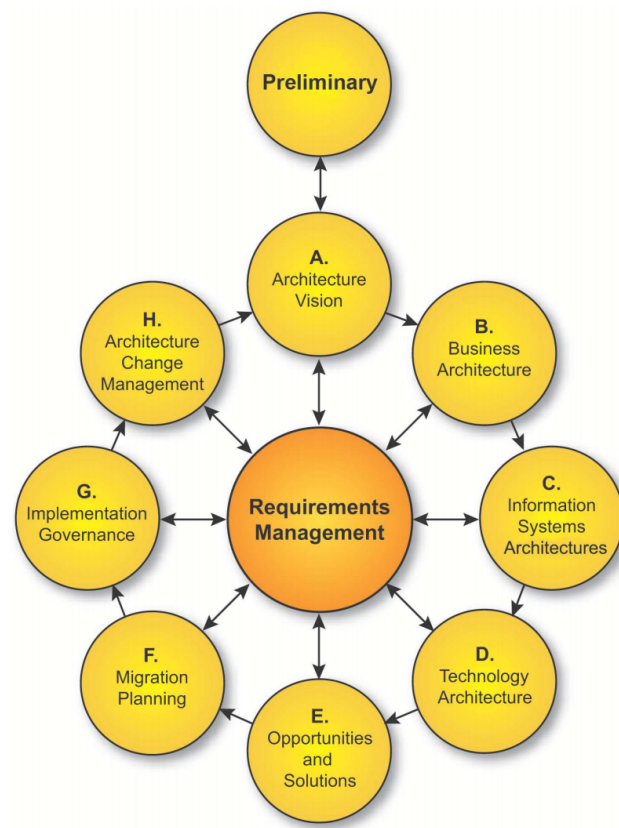 Preliminary
A.
Architecture
Vision
B.
Business
Architecture
C.
Information
Systems
Architectures
D.
Technology
Architecture
E.
Opportunities
and
Solutions
F.
Migration
Planning
G.
Implementation
Governance
H.
Architecture
Change
Management
Requirements
Management